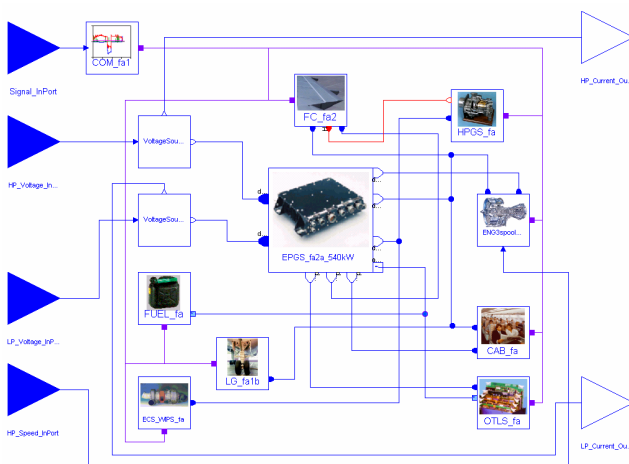 COM_fa1
Signal_InPort
HP_Current_Ou...
FC_fa2
HPGS_fa
VoltageSou...
HP_Voltage_In...
d...
d
d...
VoltageSou...
ENG3spool...
d
EPGS_fa2a_540kW
d...
FUEL_fa
LP_Voltage_InP...
CAB_fa
LG_fa1b
ECS_VMPS_fa
OTLS_fa
HP_Speed_InPort
LP_Current_Ou...